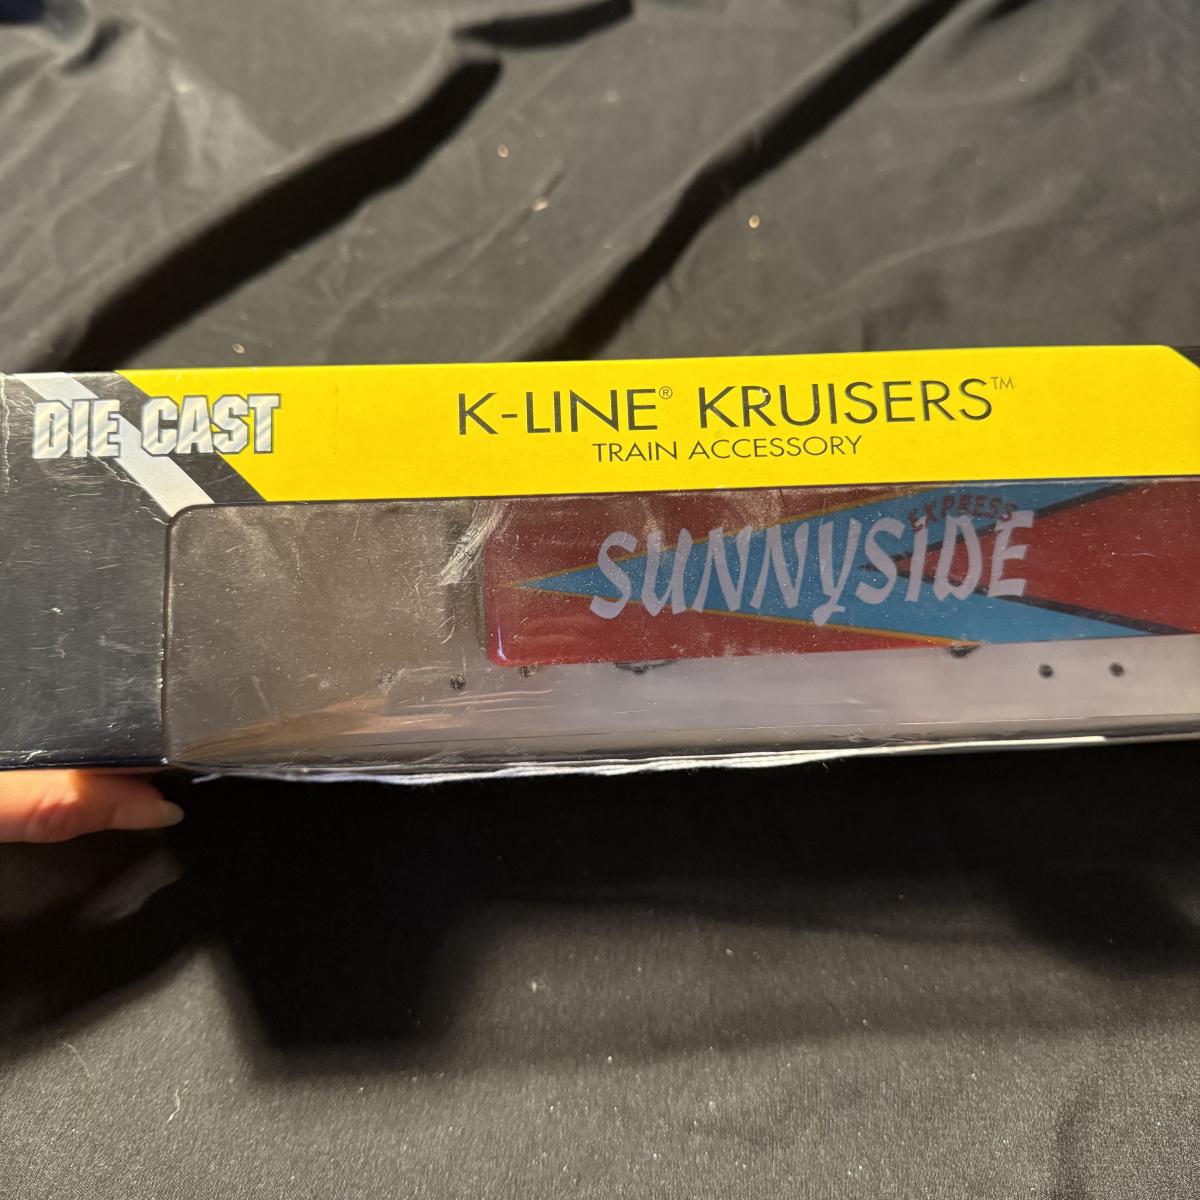 DIE CAST
K-LINE® KRUISERS™
TRAIN ACCESSORY
EXPRESS
SUNNYSIDE